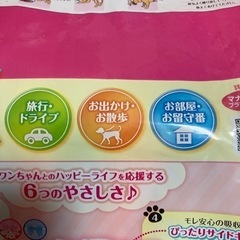 旅行・
ドライブ
お出かけ・
お散歩
お部屋・
お留守番
ワンちゃんとのハッピーライフを応援する
6つのやさしさ♪
4
モレ安心の吸収
ぴったりサイド